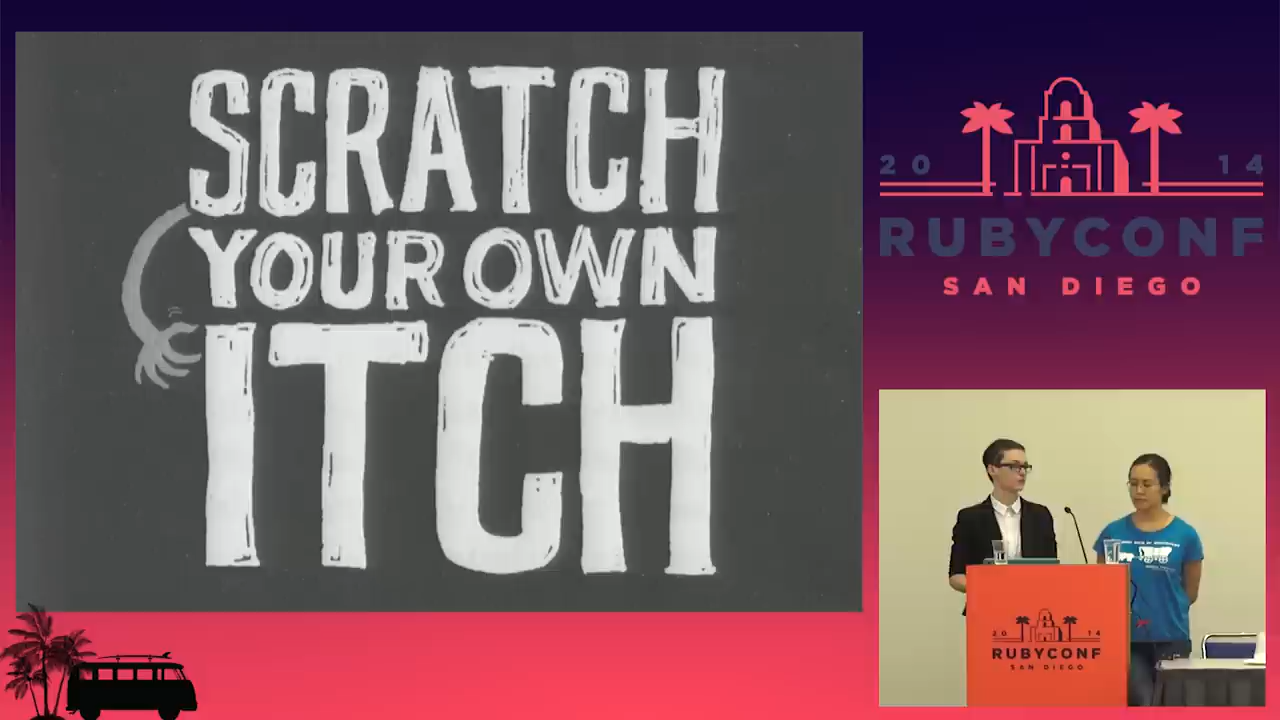 SCRATCH
YOUR OWN
ITCH
20 14
RUBYCONF
SAN DIEGO
20 14
RUBYCONF
SAN DIEGO